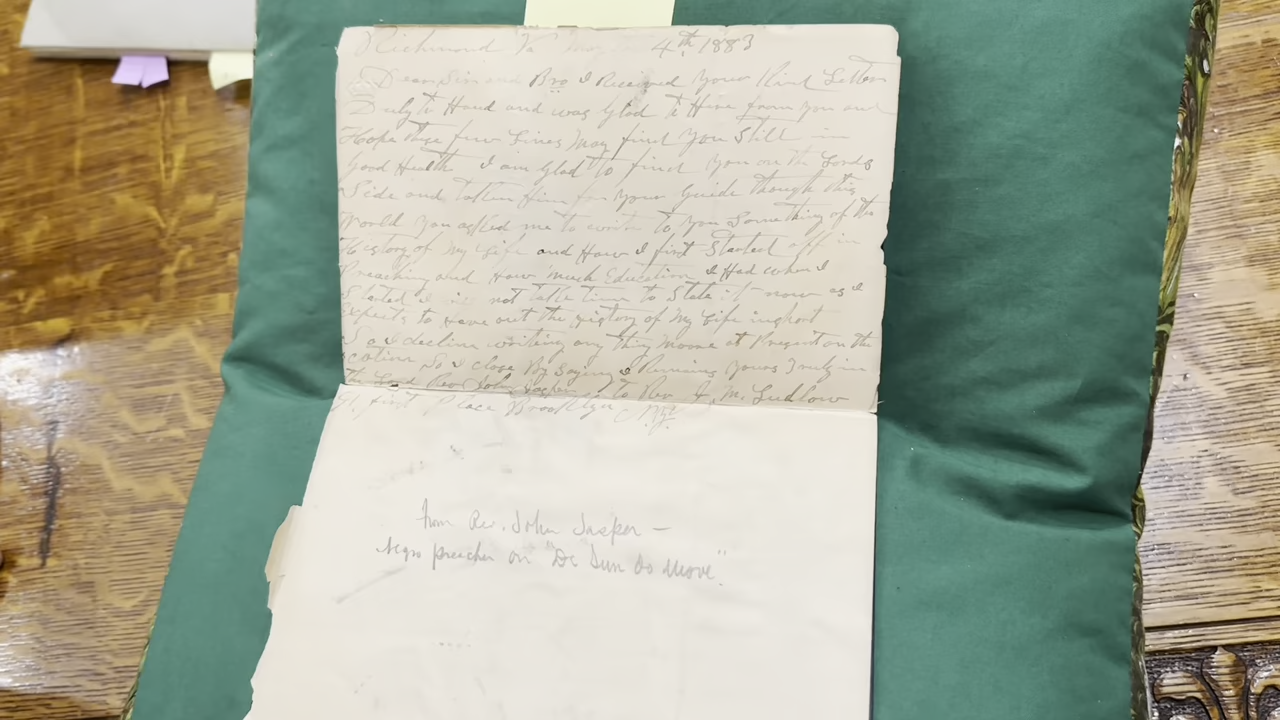 Richmond Va May 4th 1883
Dear Sir and Bro I Received your Kind Letter
Duly to Hand and was Glad to Hire from you and
Hope these few Lines May find you Still in
good Health I am Glad to find you on the Lords
Side and taken him for your Guide though this
World you asked me to write to you Something of the
History of My Life and How I first Started off in
Preaching and How much Education I Had when I
Started I not take time to State it now as I
expects to Have out the History of My Life in short
So I decline writing any thing moore at Present on the
So I close By Saying I Remains yours Truly in
the Lord Rev John Jasper to Rev J. M. Ludlow
first Place Brooklyn N.Y.
from Rev. John Jasper —
Negro preacher on "De Sun Do Move".